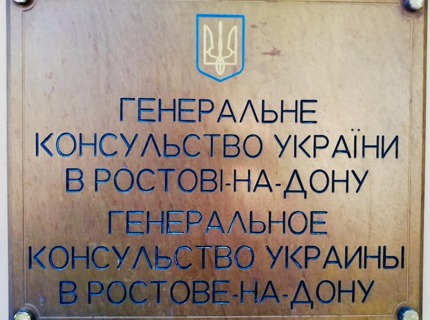 ГЕНЕРАЛЬНЕ
КОНСУЛЬСТВО УКРАЇНИ
В РОСТОВІ-НА-ДОНУ
ГЕНЕРАЛЬНОЕ
КОНСУЛЬСТВО УКРАИНЫ
В РОСТОВЕ-НА-ДОНУ